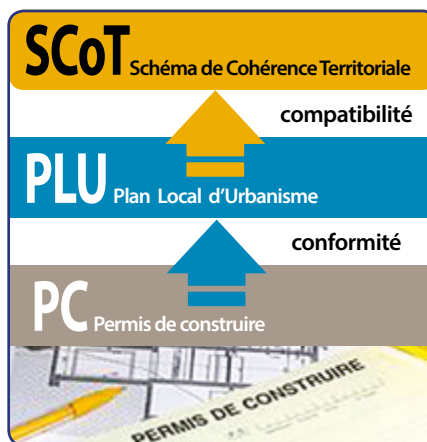 SCoT Schéma de Cohérence Territoriale
compatibilité
PLU Plan Local d'Urbanisme
conformité
PC Permis de construire
PERMIS DE CONSTRUIRE